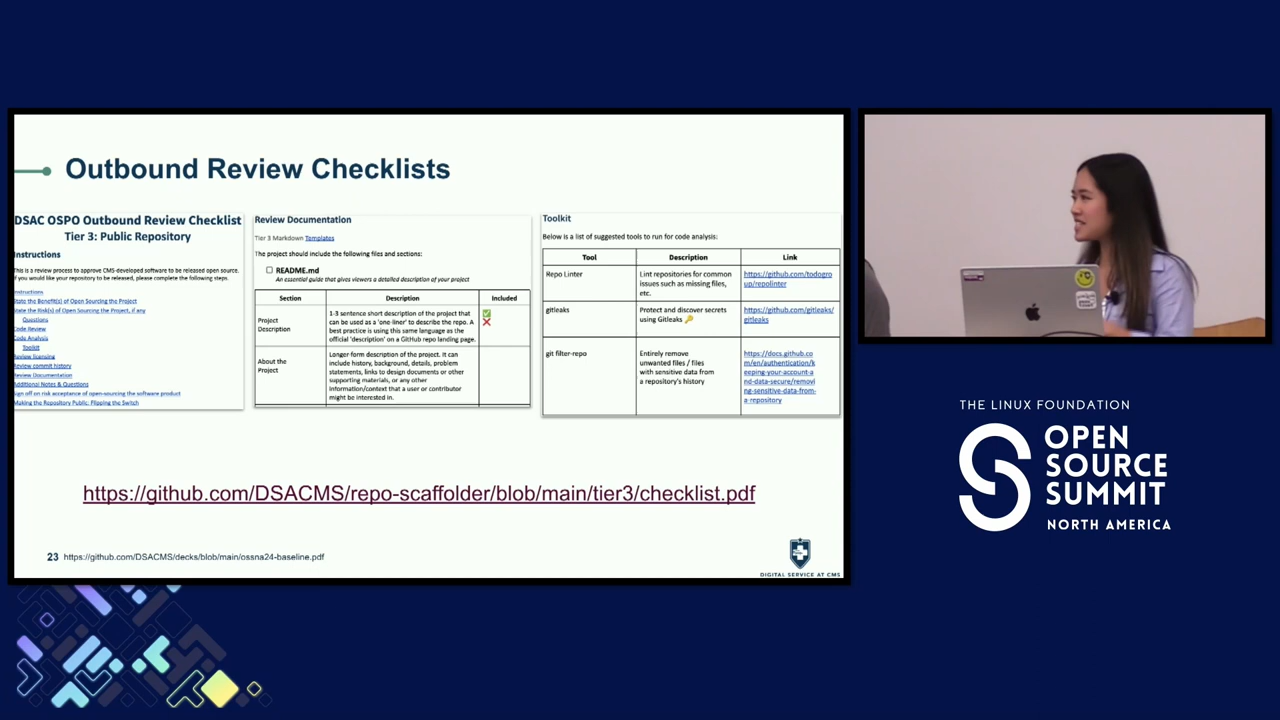 Outbound Review Checklists
DSAC OSPO Outbound Review Checklist
Tier 3: Public Repository
Instructions
This is a review process to approve CMS-developed software to be released open source.
If you would like your repository to be released, please complete the following steps.
Instructions
State the Benefit(s) of Open Sourcing the Project
State the Risk(s) of Open Sourcing the Project, if any
Questions
Code Review
Code Analysis
Toolkit
Review licensing
Review commit history
Review Documentation
Additional Notes & Questions
Sign off on risk acceptance of open-sourcing the software product
Making the Repository Public: Flipping the Switch
Review Documentation
Tier 3 Markdown Templates
The project should include the following files and sections:
README.md
An essential guide that gives viewers a detailed description of your project
Section Description Included
Project
Description
1-3 sentence short description of the project that
can be used as a 'one-liner' to describe the repo. A
best practice is using this same language as the
official 'description' on a GitHub repo landing page.
✅
❌
About the
Project
Longer-form description of the project. It can
include history, background, details, problem
statements, links to design documents or other
supporting materials, or any other
information/context that a user or contributor
might be interested in.
Toolkit
Below is a list of suggested tools to run for code analysis:
Tool Description Link
Repo Linter
Lint repositories for common
issues such as missing files,
etc.
https://github.com/todogro
up/repolinter
gitleaks
Protect and discover secrets
using Gitleaks 🔑
https://github.com/gitleaks/
gitleaks
git filter-repo
Entirely remove
unwanted files / files
with sensitive data from
a repository's history
https://docs.github.co
m/en/authentication/k
eeping-your-account-a
nd-data-secure/removi
ng-sensitive-data-from-
a-repository
https://github.com/DSACMS/repo-scaffolder/blob/main/tier3/checklist.pdf
23 https://github.com/DSACMS/decks/blob/main/ossna24-baseline.pdf
DIGITAL SERVICE AT CMS
THE LINUX FOUNDATION
OPEN
SOURCE
SUMMIT
NORTH AMERICA